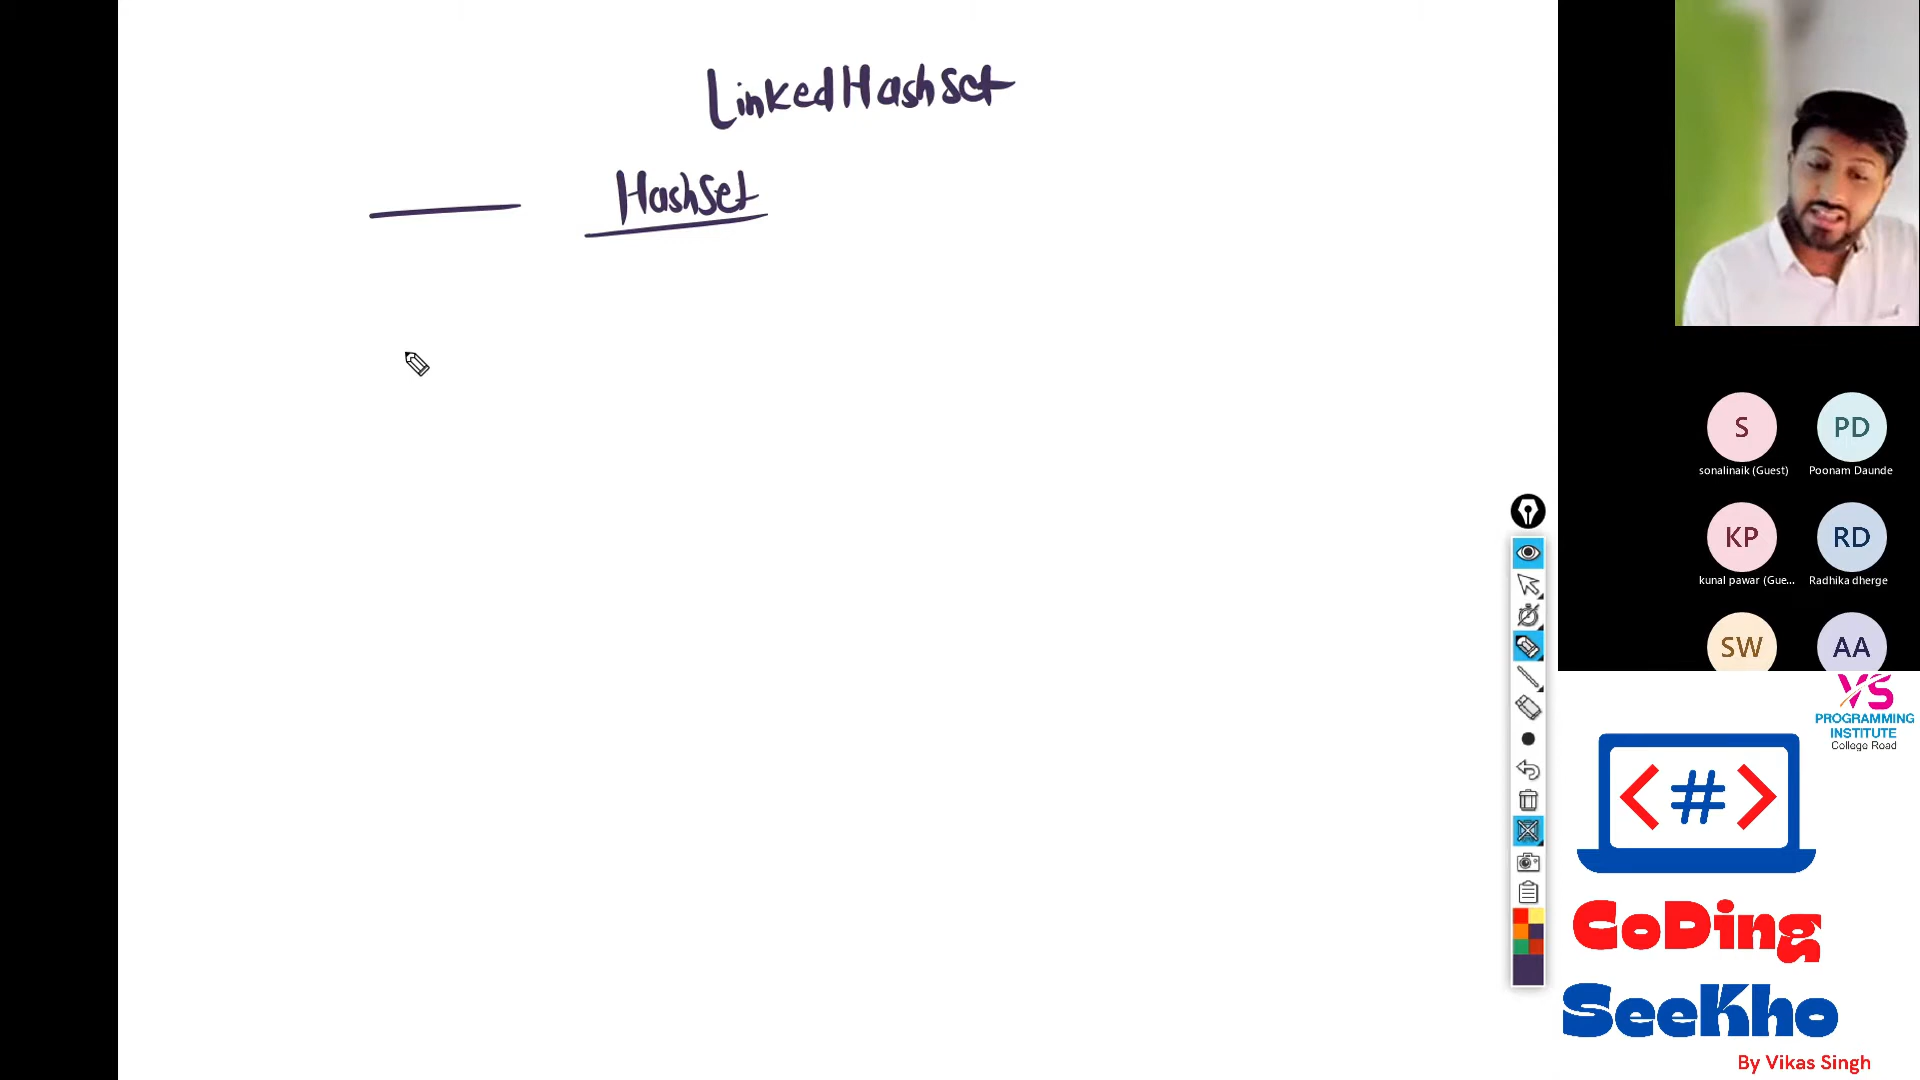 LinkedHashSet
HashSet
S
PD
sonalinaik (Guest)
Poonam Daunde
KP
RD
kunal pawar (Gue...
Radhika dherge
SW
AA
VS
PROGRAMMING
INSTITUTE
College Road
<#>
CoDing
SeeKho
By Vikas Singh